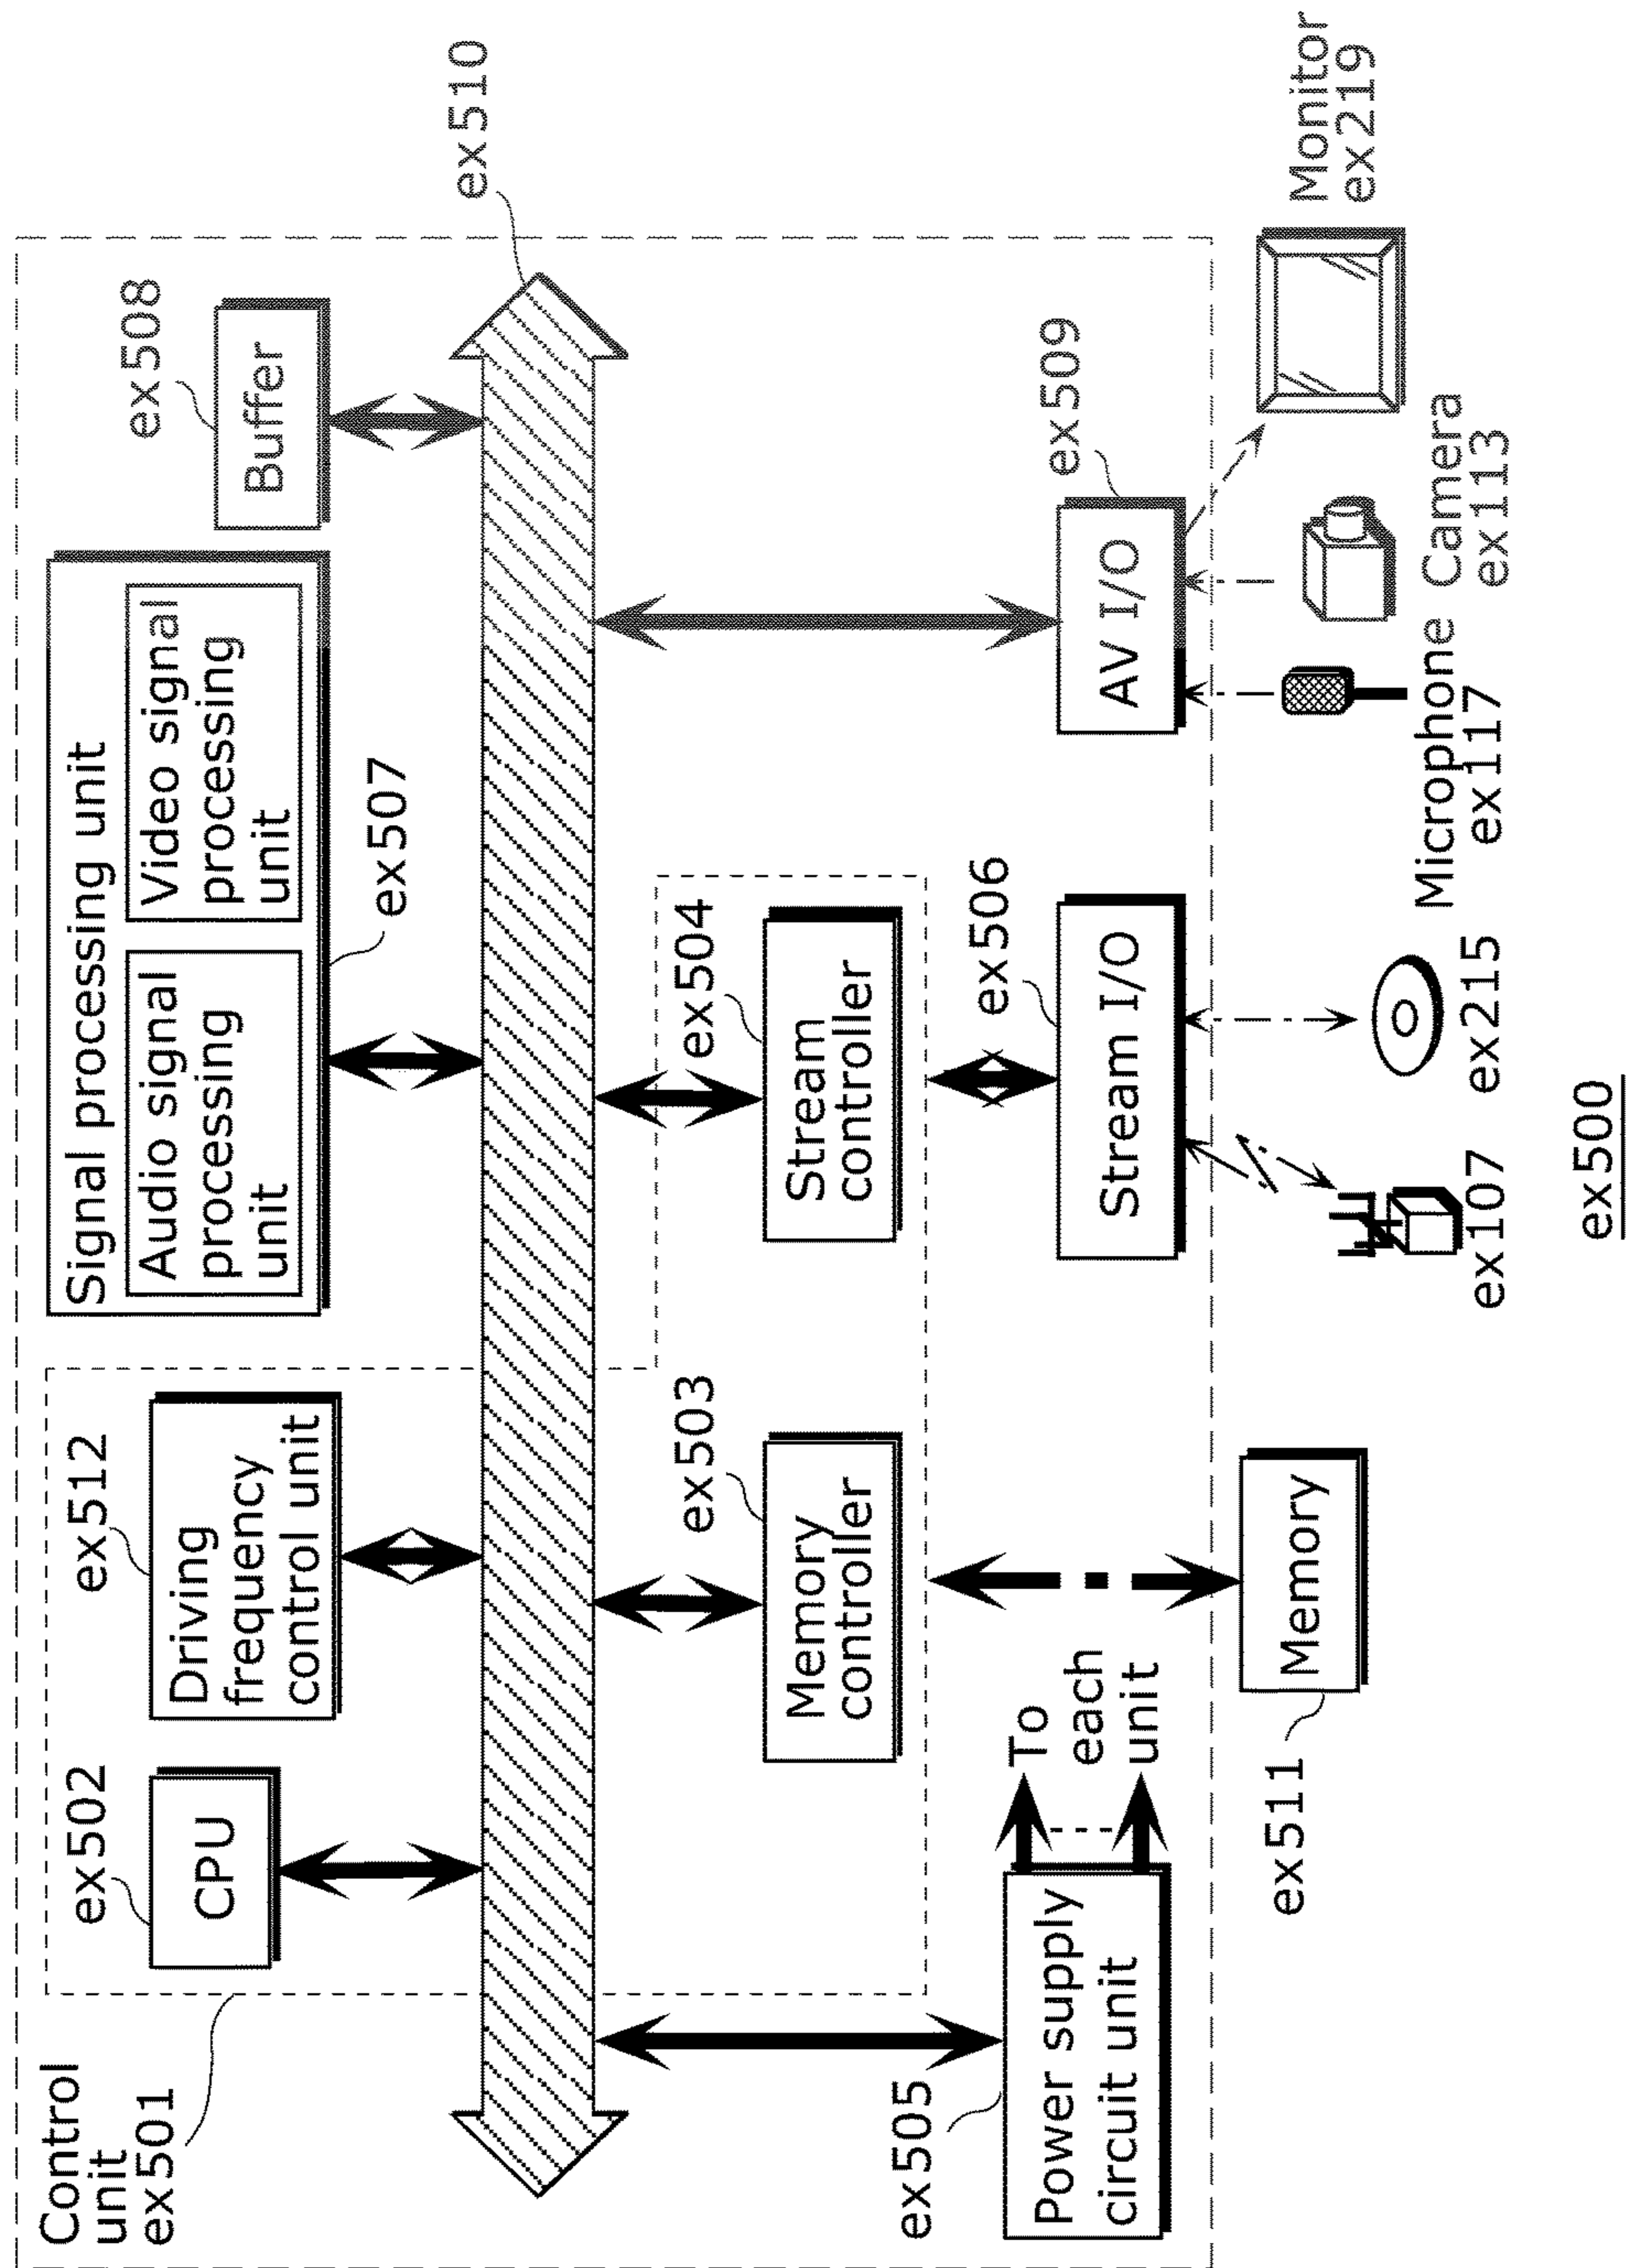 Control
unit
ex501
ex502
CPU
ex512
Driving
frequency
control unit
Signal processing unit
Audio signal
processing
unit
Video signal
processing
unit
ex507
ex508
Buffer
ex510
ex503
Memory
controller
ex504
Stream
controller
ex505
Power supply
circuit unit
To
each
unit
ex506
Stream I/O
ex509
AV I/O
ex511
Memory
ex107
ex215
Microphone
ex117
Camera
ex113
Monitor
ex219
ex500